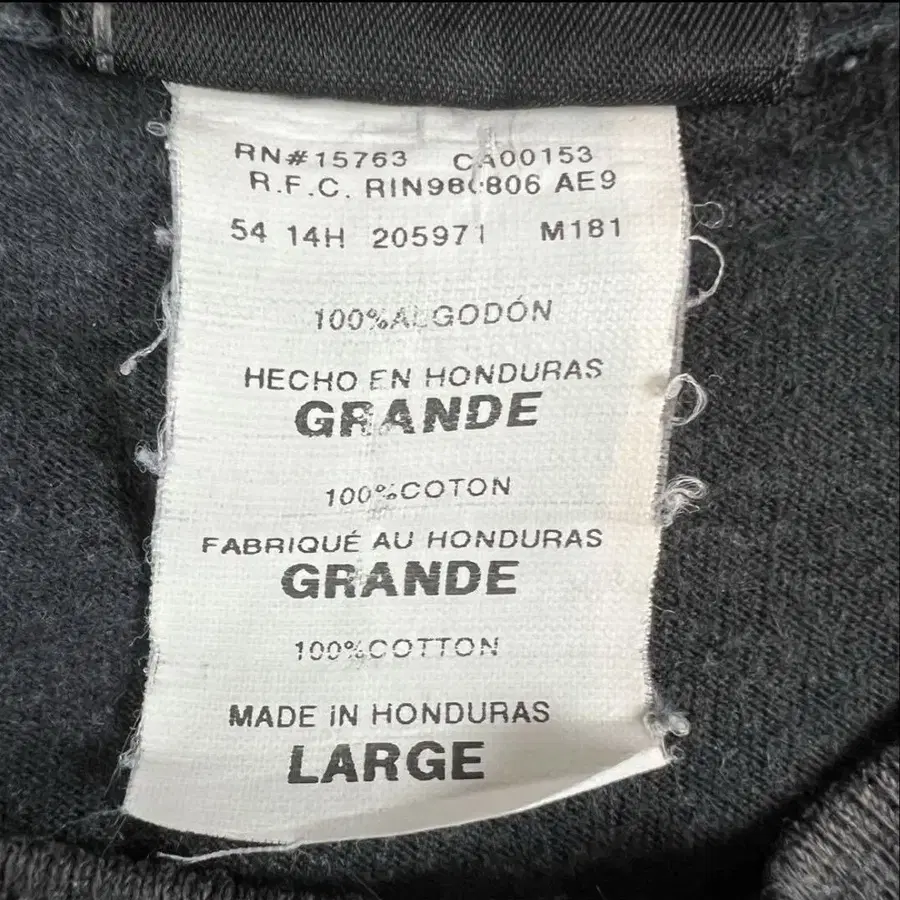 RN#15763 CA00153
R.F.C. AE9
54 14H 205971 M181
100%ALGODÓN
HECHO EN HONDURAS
GRANDE
100%COTON
FABRIQUÉ AU HONDURAS
GRANDE
100%COTTON
MADE IN HONDURAS
LARGE